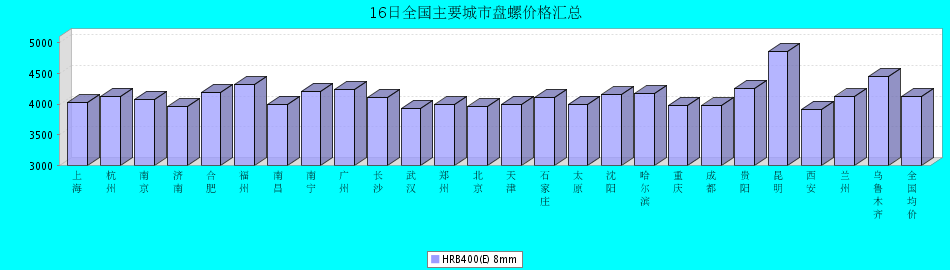 16日全国主要城市盘螺价格汇总
5000
4500
4000
3500
3000
上海
杭州
南京
济南
合肥
福州
南昌
南宁
广州
长沙
武汉
郑州
北京
天津
石家庄
太原
沈阳
哈尔滨
重庆
成都
贵阳
昆明
西安
兰州
乌鲁木齐
全国均价
HRB400(E) 8mm